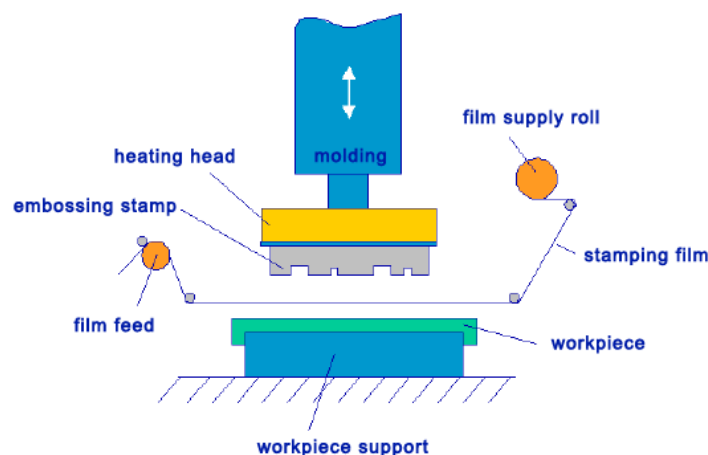 film supply roll
heating head
molding
embossing stamp
stamping film
film feed
workpiece
workpiece support